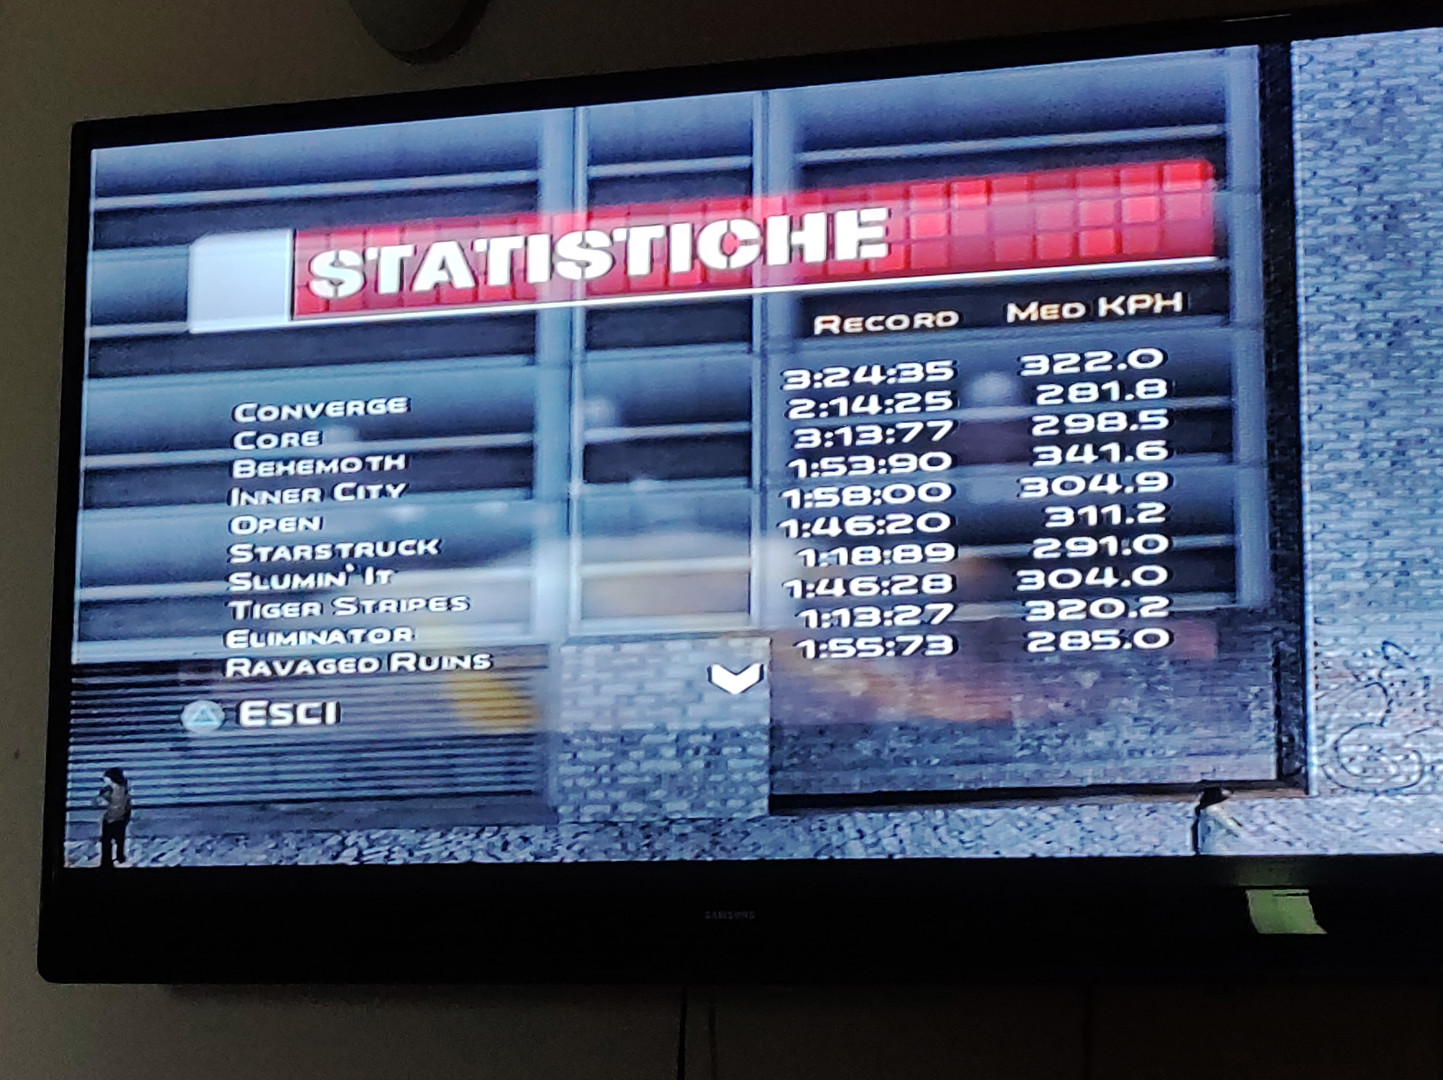 STATISTICHE
RECORD MED KPH
CONVERGE 3:24:35 322.0
CORE 2:14:25 281.8
BEHEMOTH 3:13:77 298.5
INNER CITY 1:53:90 341.6
OPEN 1:58:00 304.9
STARSTRUCK 1:46:20 311.2
SLUMIN' IT 1:18:89 291.0
TIGER STRIPES 1:46:28 304.0
ELIMINATOR 1:13:27 320.2
RAVAGED RUINS 1:55:73 285.0
ESCI
SAMSUNG